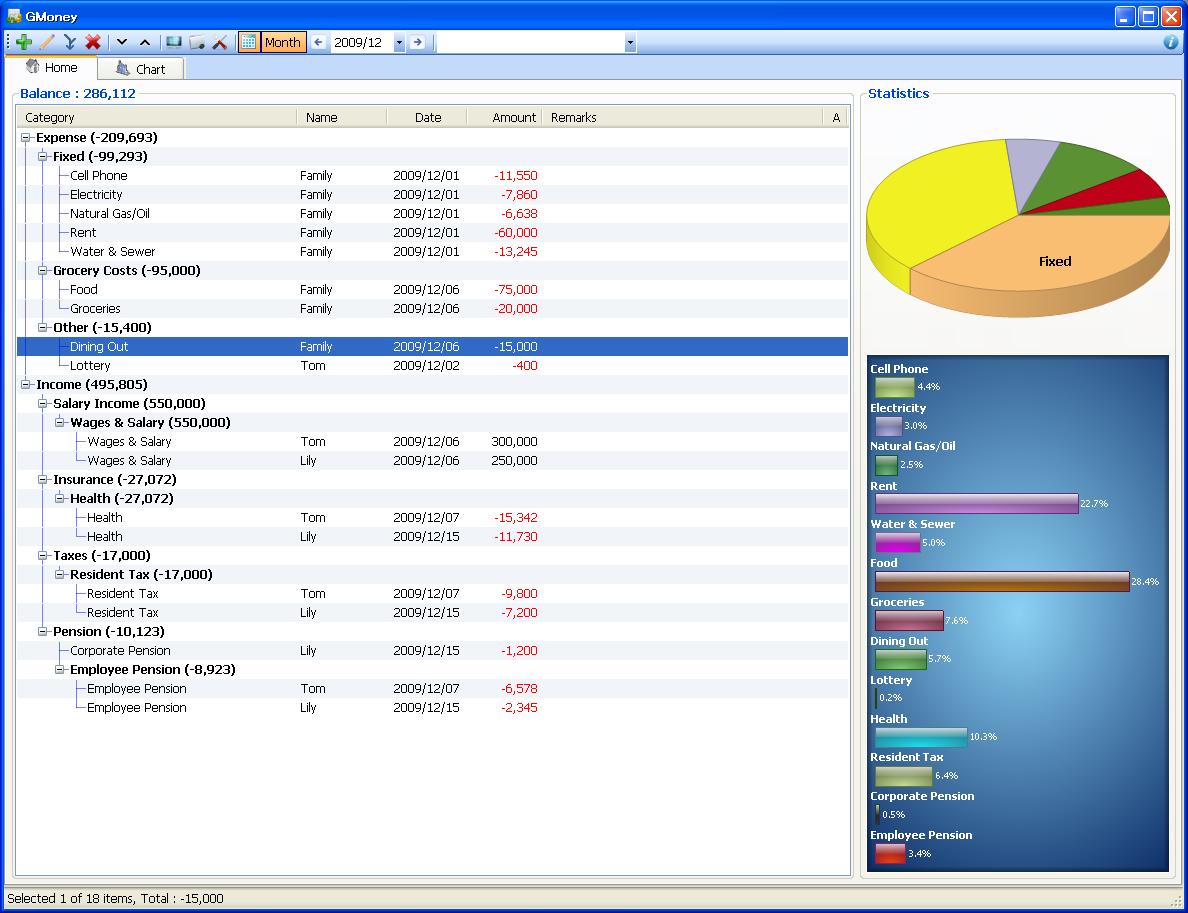 GMoney
Month 2009/12
Home Chart
Balance : 286,112
Category Name Date Amount Remarks A
Expense (-209,693)
Fixed (-99,293)
Cell Phone Family 2009/12/01 -11,550
Electricity Family 2009/12/01 -7,860
Natural Gas/Oil Family 2009/12/01 -6,638
Rent Family 2009/12/01 -60,000
Water & Sewer Family 2009/12/01 -13,245
Grocery Costs (-95,000)
Food Family 2009/12/06 -75,000
Groceries Family 2009/12/06 -20,000
Other (-15,400)
Dining Out Family 2009/12/06 -15,000
Lottery Tom 2009/12/02 -400
Income (495,805)
Salary Income (550,000)
Wages & Salary (550,000)
Wages & Salary Tom 2009/12/06 300,000
Wages & Salary Lily 2009/12/06 250,000
Insurance (-27,072)
Health (-27,072)
Health Tom 2009/12/07 -15,342
Health Lily 2009/12/15 -11,730
Taxes (-17,000)
Resident Tax (-17,000)
Resident Tax Tom 2009/12/07 -9,800
Resident Tax Lily 2009/12/15 -7,200
Pension (-10,123)
Corporate Pension Lily 2009/12/15 -1,200
Employee Pension (-8,923)
Employee Pension Tom 2009/12/07 -6,578
Employee Pension Lily 2009/12/15 -2,345
Statistics
Fixed
Cell Phone
4.4%
Electricity
3.0%
Natural Gas/Oil
2.5%
Rent
22.7%
Water & Sewer
5.0%
Food
28.4%
Groceries
7.6%
Dining Out
5.7%
Lottery
0.2%
Health
10.3%
Resident Tax
6.4%
Corporate Pension
0.5%
Employee Pension
3.4%
Selected 1 of 18 items, Total : -15,000